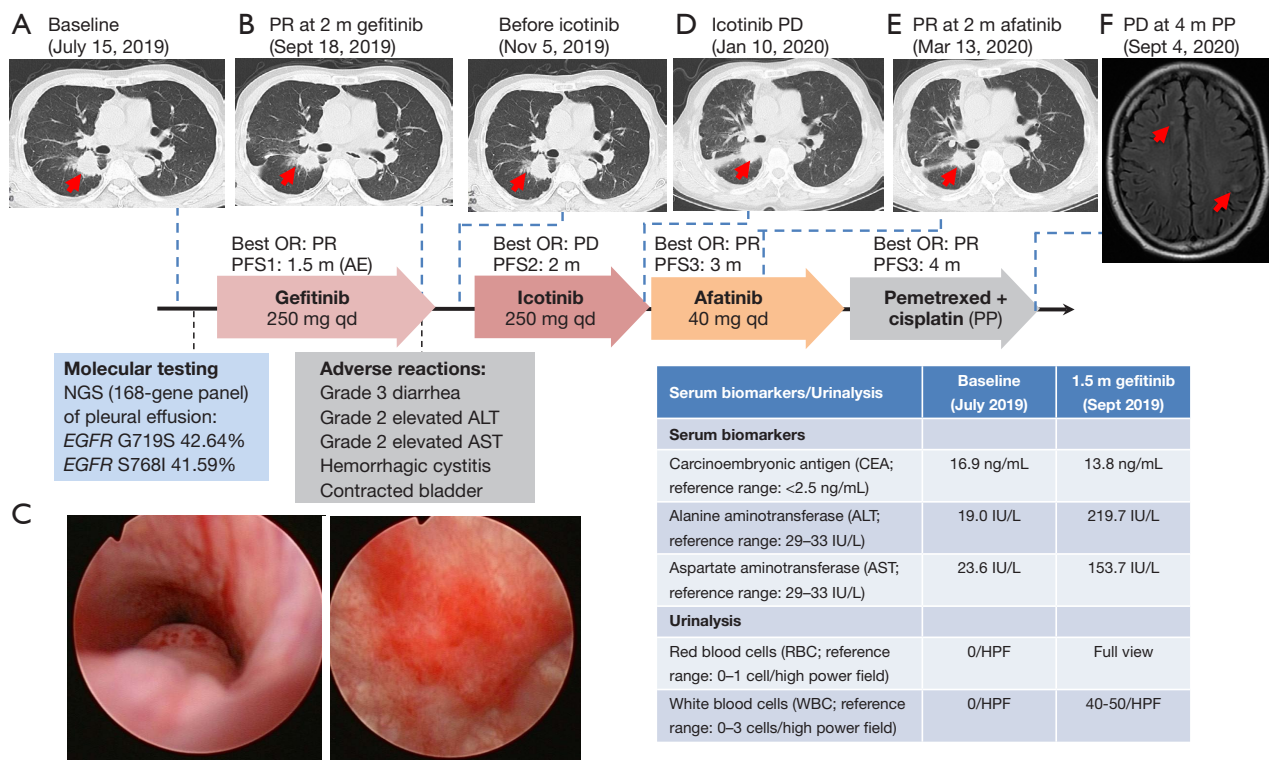 A
Baseline
(July 15, 2019)
B
PR at 2 m gefitinib
(Sept 18, 2019)
Before icotinib
(Nov 5, 2019)
D
Icotinib PD
(Jan 10, 2020)
E
PR at 2 m afatinib
(Mar 13, 2020)
F
PD at 4 m PP
(Sept 4, 2020)
Best OR: PR
PFS1: 1.5 m (AE)
Best OR: PD
PFS2: 2 m
Best OR: PR
PFS3: 3 m
Best OR: PR
PFS3: 4 m
Gefitinib
250 mg qd
Icotinib
250 mg qd
Afatinib
40 mg qd
Pemetrexed +
cisplatin (PP)
Molecular testing
NGS (168-gene panel)
of pleural effusion:
EGFR G719S 42.64%
EGFR S768I 41.59%
Adverse reactions:
Grade 3 diarrhea
Grade 2 elevated ALT
Grade 2 elevated AST
Hemorrhagic cystitis
Contracted bladder
C
Serum biomarkers/Urinalysis
Baseline
(July 2019)
1.5 m gefitinib
(Sept 2019)
Serum biomarkers
Carcinoembryonic antigen (CEA;
reference range: <2.5 ng/mL)
16.9 ng/mL
13.8 ng/mL
Alanine aminotransferase (ALT;
reference range: 29–33 IU/L)
19.0 IU/L
219.7 IU/L
Aspartate aminotransferase (AST;
reference range: 29–33 IU/L)
23.6 IU/L
153.7 IU/L
Urinalysis
Red blood cells (RBC; reference
range: 0–1 cell/high power field)
0/HPF
Full view
White blood cells (WBC; reference
range: 0–3 cells/high power field)
0/HPF
40-50/HPF